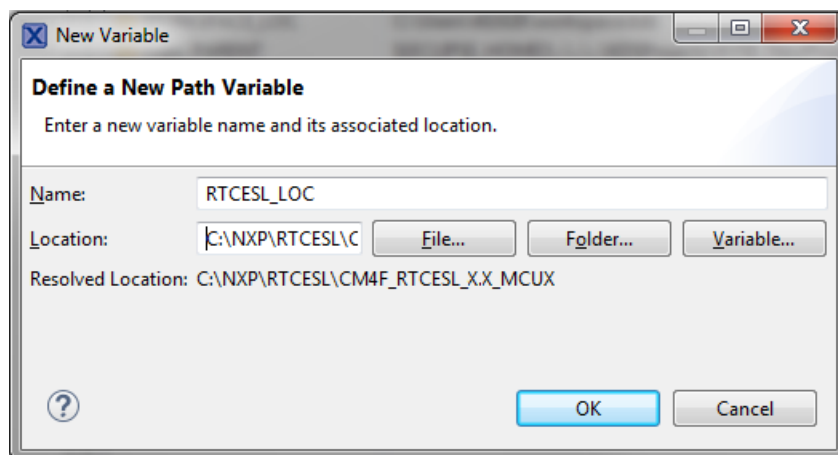 New Variable
Define a New Path Variable
Enter a new variable name and its associated location.
Name: RTCESL_LOC
Location: C:\NXP\RTCESL\C File... Folder... Variable...
Resolved Location: C:\NXP\RTCESL\CM4F_RTCESL_X.X_MCUX
OK Cancel